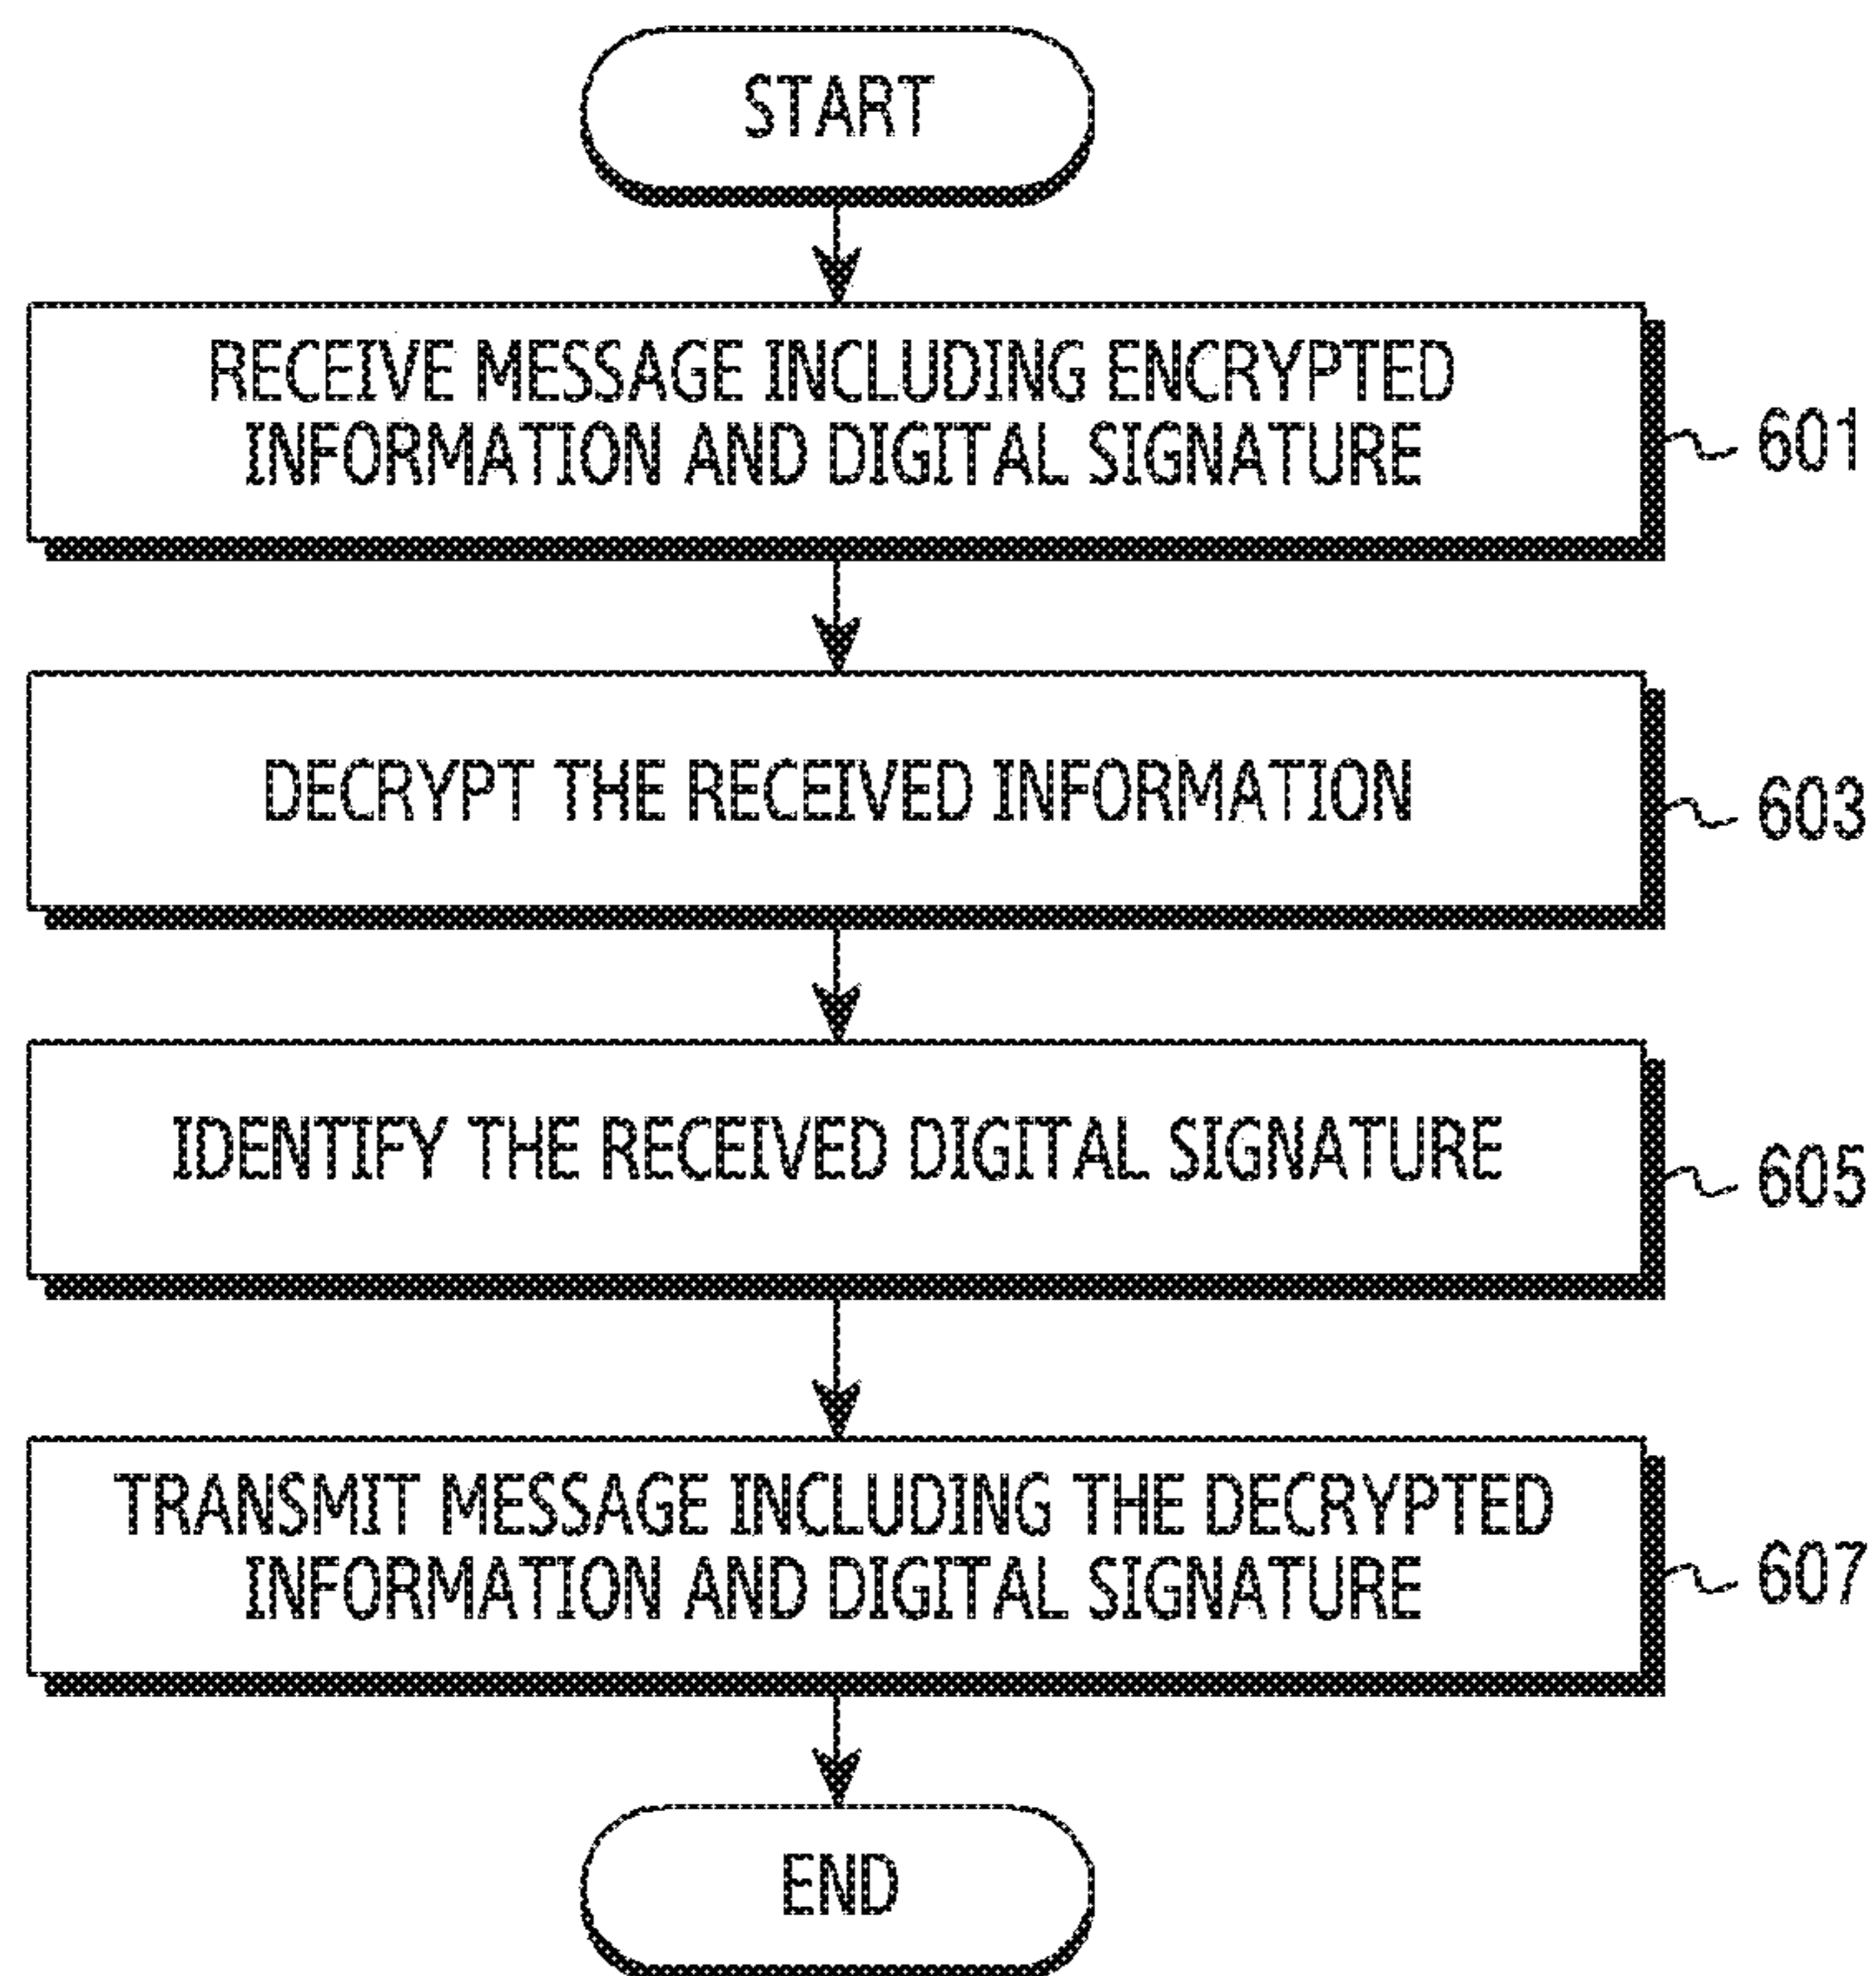 START
RECEIVE MESSAGE INCLUDING ENCRYPTED
INFORMATION AND DIGITAL SIGNATURE
601
DECRYPT THE RECEIVED INFORMATION
603
IDENTIFY THE RECEIVED DIGITAL SIGNATURE
605
TRANSMIT MESSAGE INCLUDING THE DECRYPTED
INFORMATION AND DIGITAL SIGNATURE
607
END